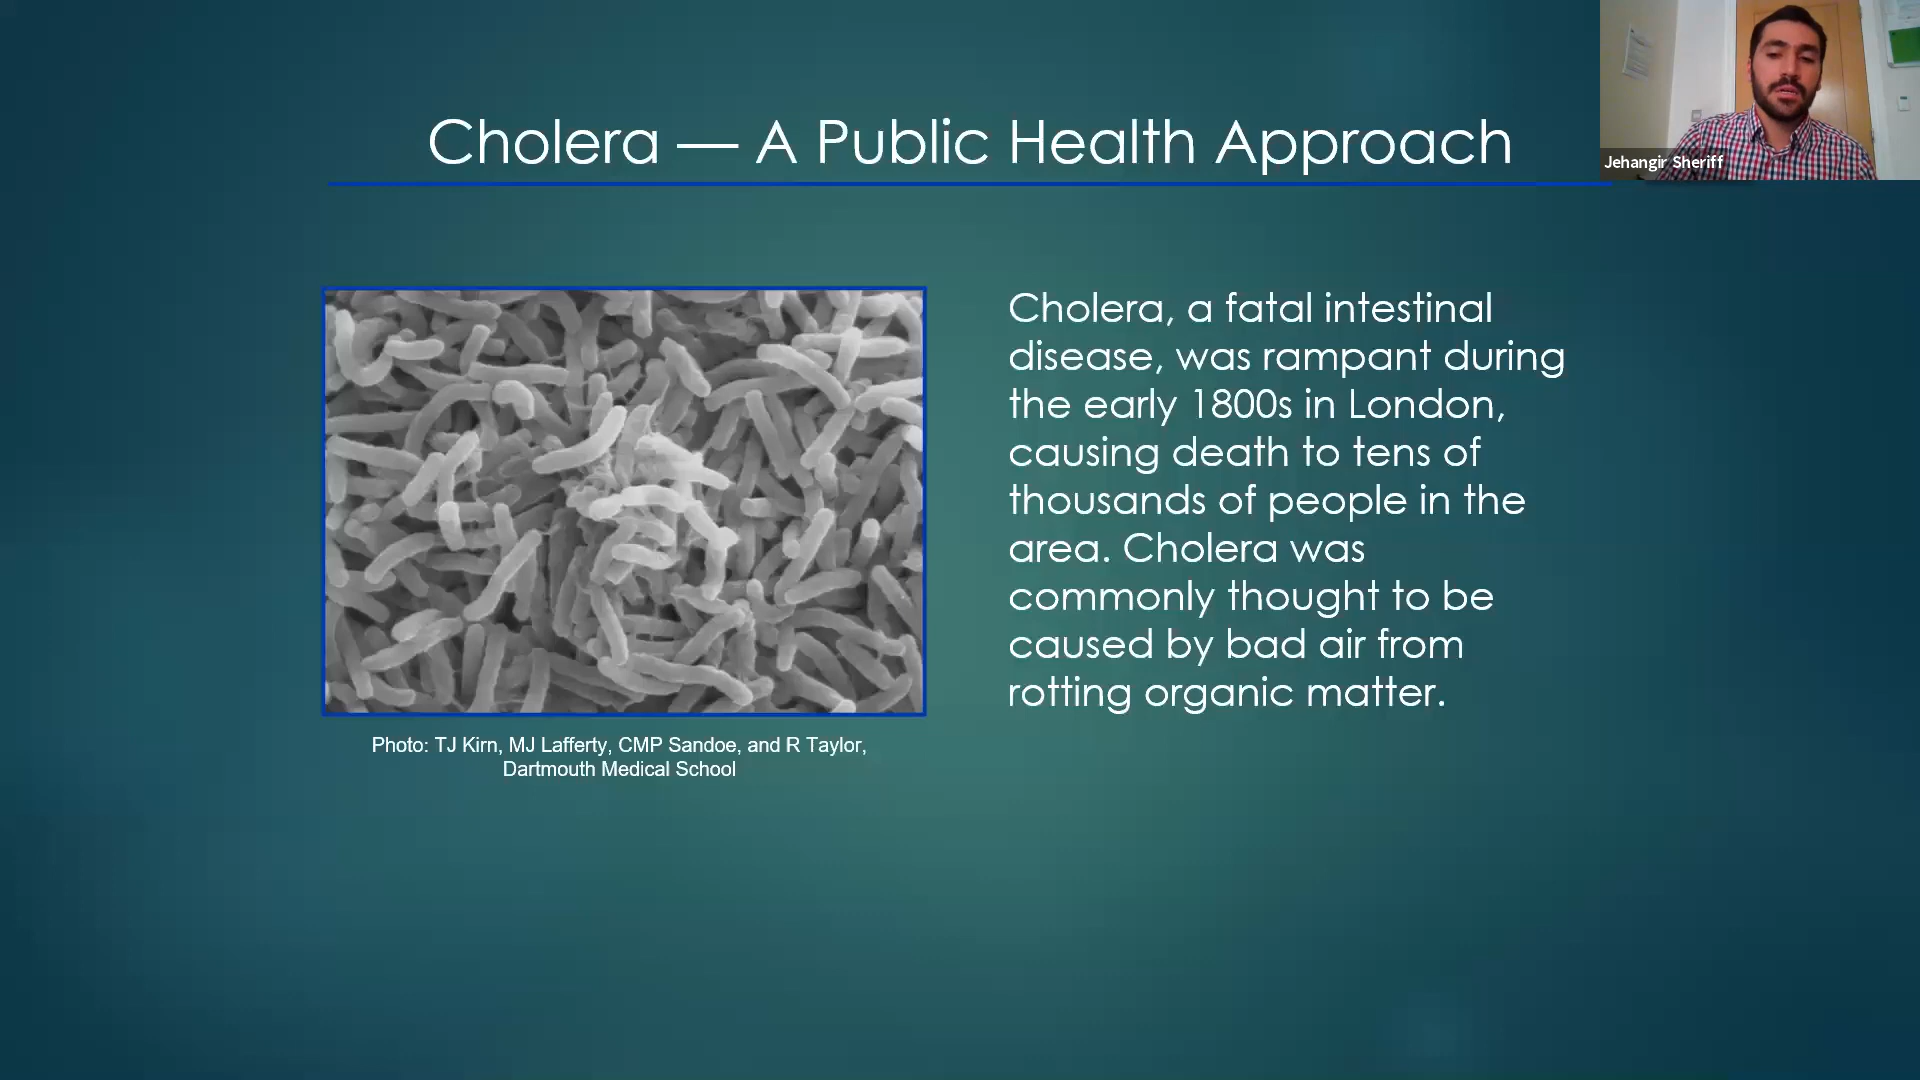 Cholera — A Public Health Approach
Jehangir Sheriff
Cholera, a fatal intestinal
disease, was rampant during
the early 1800s in London,
causing death to tens of
thousands of people in the
area. Cholera was
commonly thought to be
caused by bad air from
rotting organic matter.
Photo: TJ Kirn, MJ Lafferty, CMP Sandoe, and R Taylor,
Dartmouth Medical School